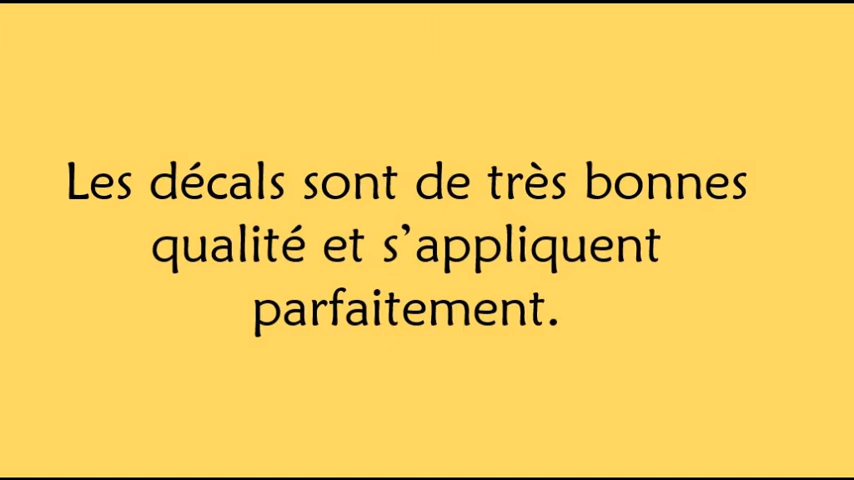 Les décals sont de très bonnes
qualité et s’appliquent
parfaitement.